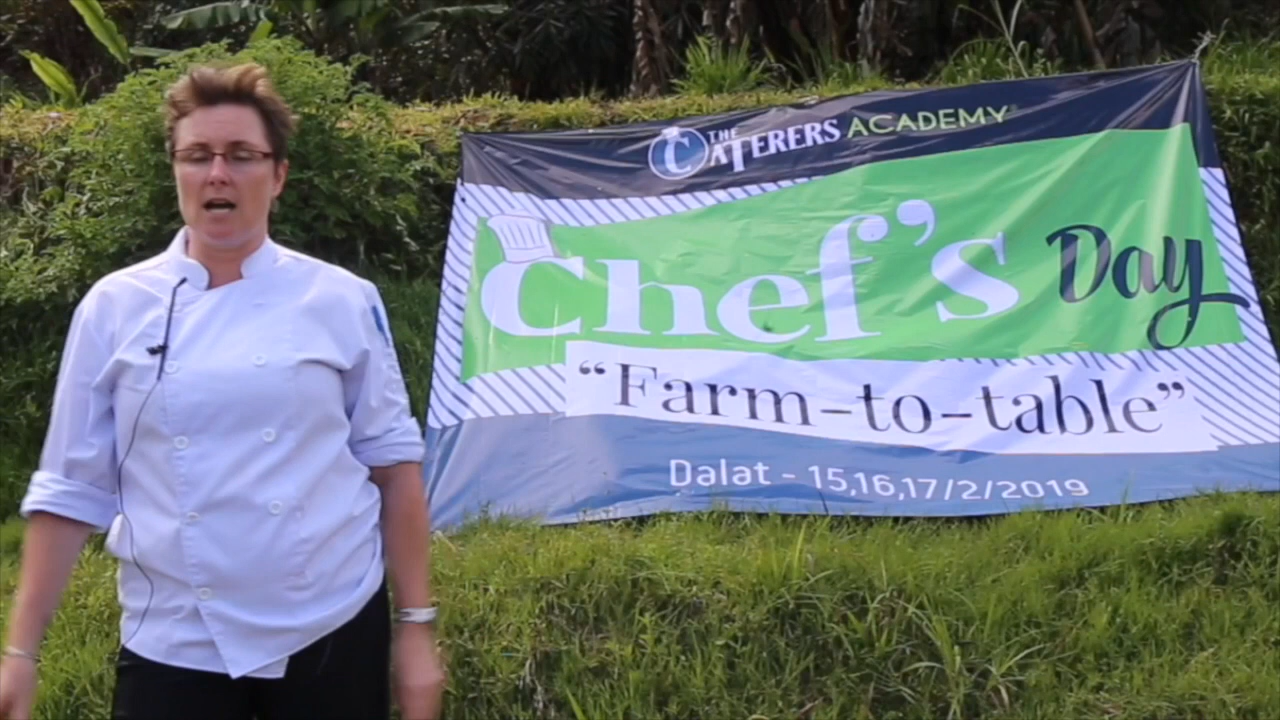 THE CATERERS ACADEMY
Chef's Day
“Farm-to-table”
Dalat - 15,16,17/2/2019